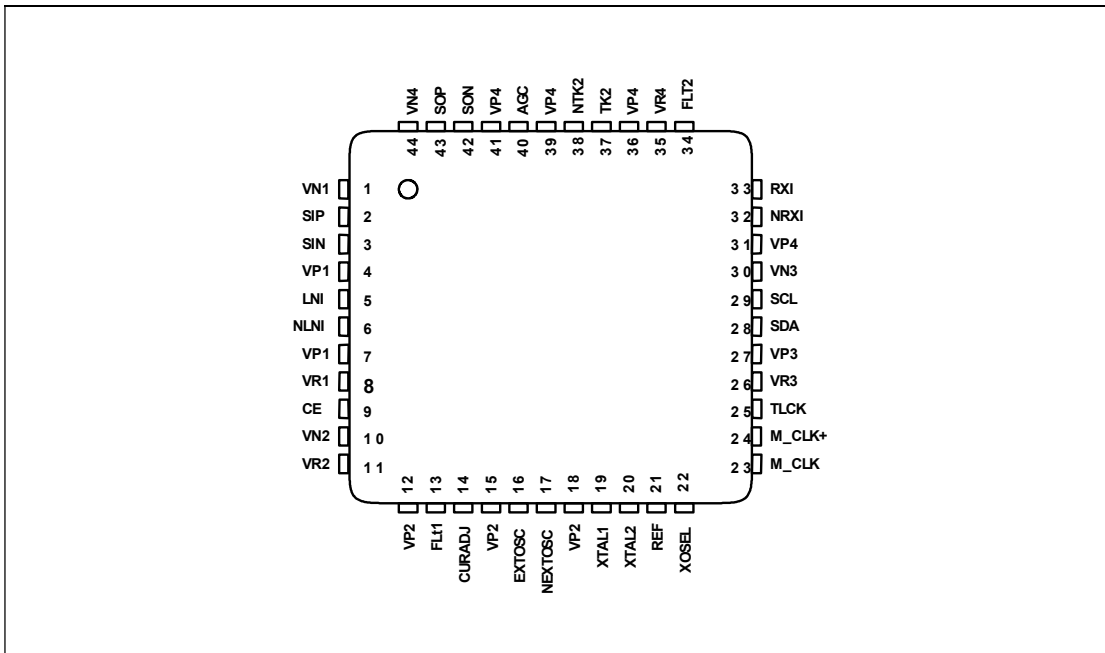 VN4 SOP SON VP4 AGC VP4 NTK2 TK2 VP4 VR4 FLT2
44 43 42 41 40 39 38 37 36 35 34
VN1 1 33 RXI
SIP 2 32 NRXI
SIN 3 31 VP4
VP1 4 30 VN3
LNI 5 29 SCL
NLNI 6 28 SDA
VP1 7 27 VP3
VR1 8 26 VR3
CE 9 25 TLCK
VN2 10 24 M_CLK+
VR2 11 23 M_CLK
12 13 14 15 16 17 18 19 20 21 22
VP2 FLt1 CURADJ VP2 EXTOSC NEXTOSC VP2 XTAL1 XTAL2 REF XOSEL